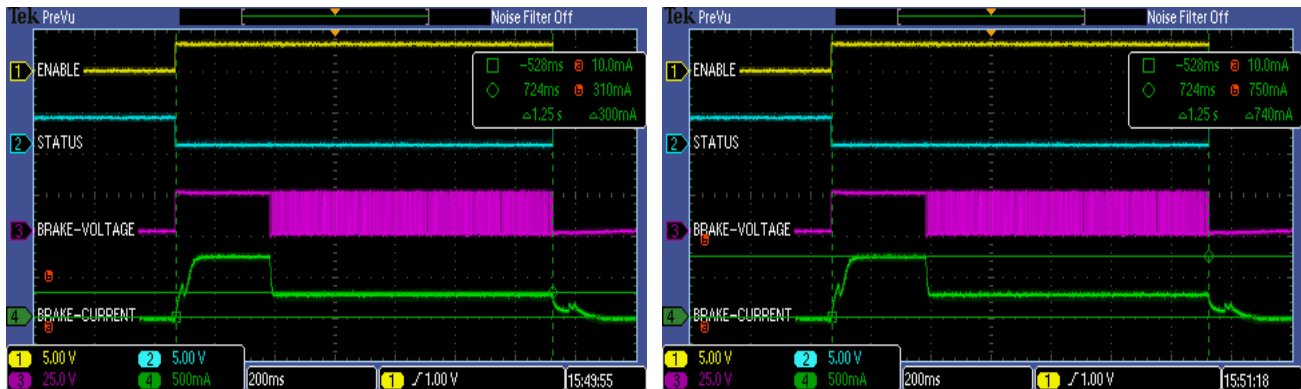 Tek PreVu Noise Filter Off
1 ENABLE
□ -528ms a 10.0mA
○ 724ms b 310mA
△1.25 s △300mA
2 STATUS
3 BRAKE-VOLTAGE
b
4 BRAKE-CURRENT
a
1 5.00 V 2 5.00 V
3 25.0 V 4 500mA 200ms 1 ∫ 1.00 V 15:49:55
Tek PreVu Noise Filter Off
1 ENABLE
□ -528ms a 10.0mA
○ 724ms b 750mA
△1.25 s △740mA
2 STATUS
3 BRAKE-VOLTAGE
b
4 BRAKE-CURRENT
a
1 5.00 V 2 5.00 V
3 25.0 V 4 500mA 200ms 1 ∫ 1.00 V 15:51:18